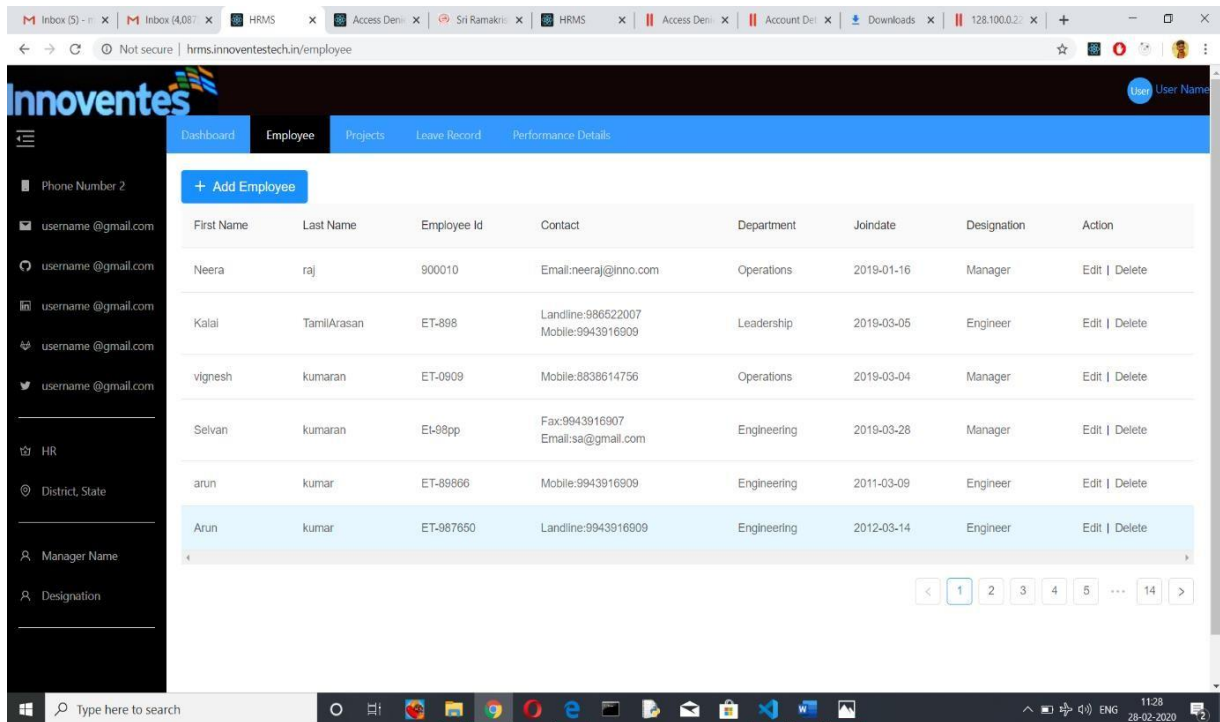 Inbox (5) - Inbox (4,087 HRMS Access Deni Sri Ramakris HRMS Access Deni Account Det Downloads 128.100.0.22
Not secure | hrms.innoventestech.in/employee
Innoventes
User User Name
Dashboard Employee Projects Leave Record Performance Details
Phone Number 2
username @gmail.com
username @gmail.com
username @gmail.com
username @gmail.com
username @gmail.com
HR
District, State
Manager Name
Designation
+ Add Employee
First Name Last Name Employee Id Contact Department Joindate Designation Action
Neera raj 900010 Email:neeraj@inno.com Operations 2019-01-16 Manager Edit | Delete
Kalai TamilArasan ET-898 Landline:986522007 Leadership 2019-03-05 Engineer Edit | Delete
Mobile:9943916909
vignesh kumaran ET-0909 Mobile:8838614756 Operations 2019-03-04 Manager Edit | Delete
Selvan kumaran Et-98pp Fax:9943916907 Engineering 2019-03-28 Manager Edit | Delete
Email:sa@gmail.com
arun kumar ET-89866 Mobile:9943916909 Engineering 2011-03-09 Engineer Edit | Delete
Arun kumar ET-987650 Landline:9943916909 Engineering 2012-03-14 Engineer Edit | Delete
< 1 2 3 4 5 ••• 14 >
Type here to search
ENG 11:28
28-02-2020
2